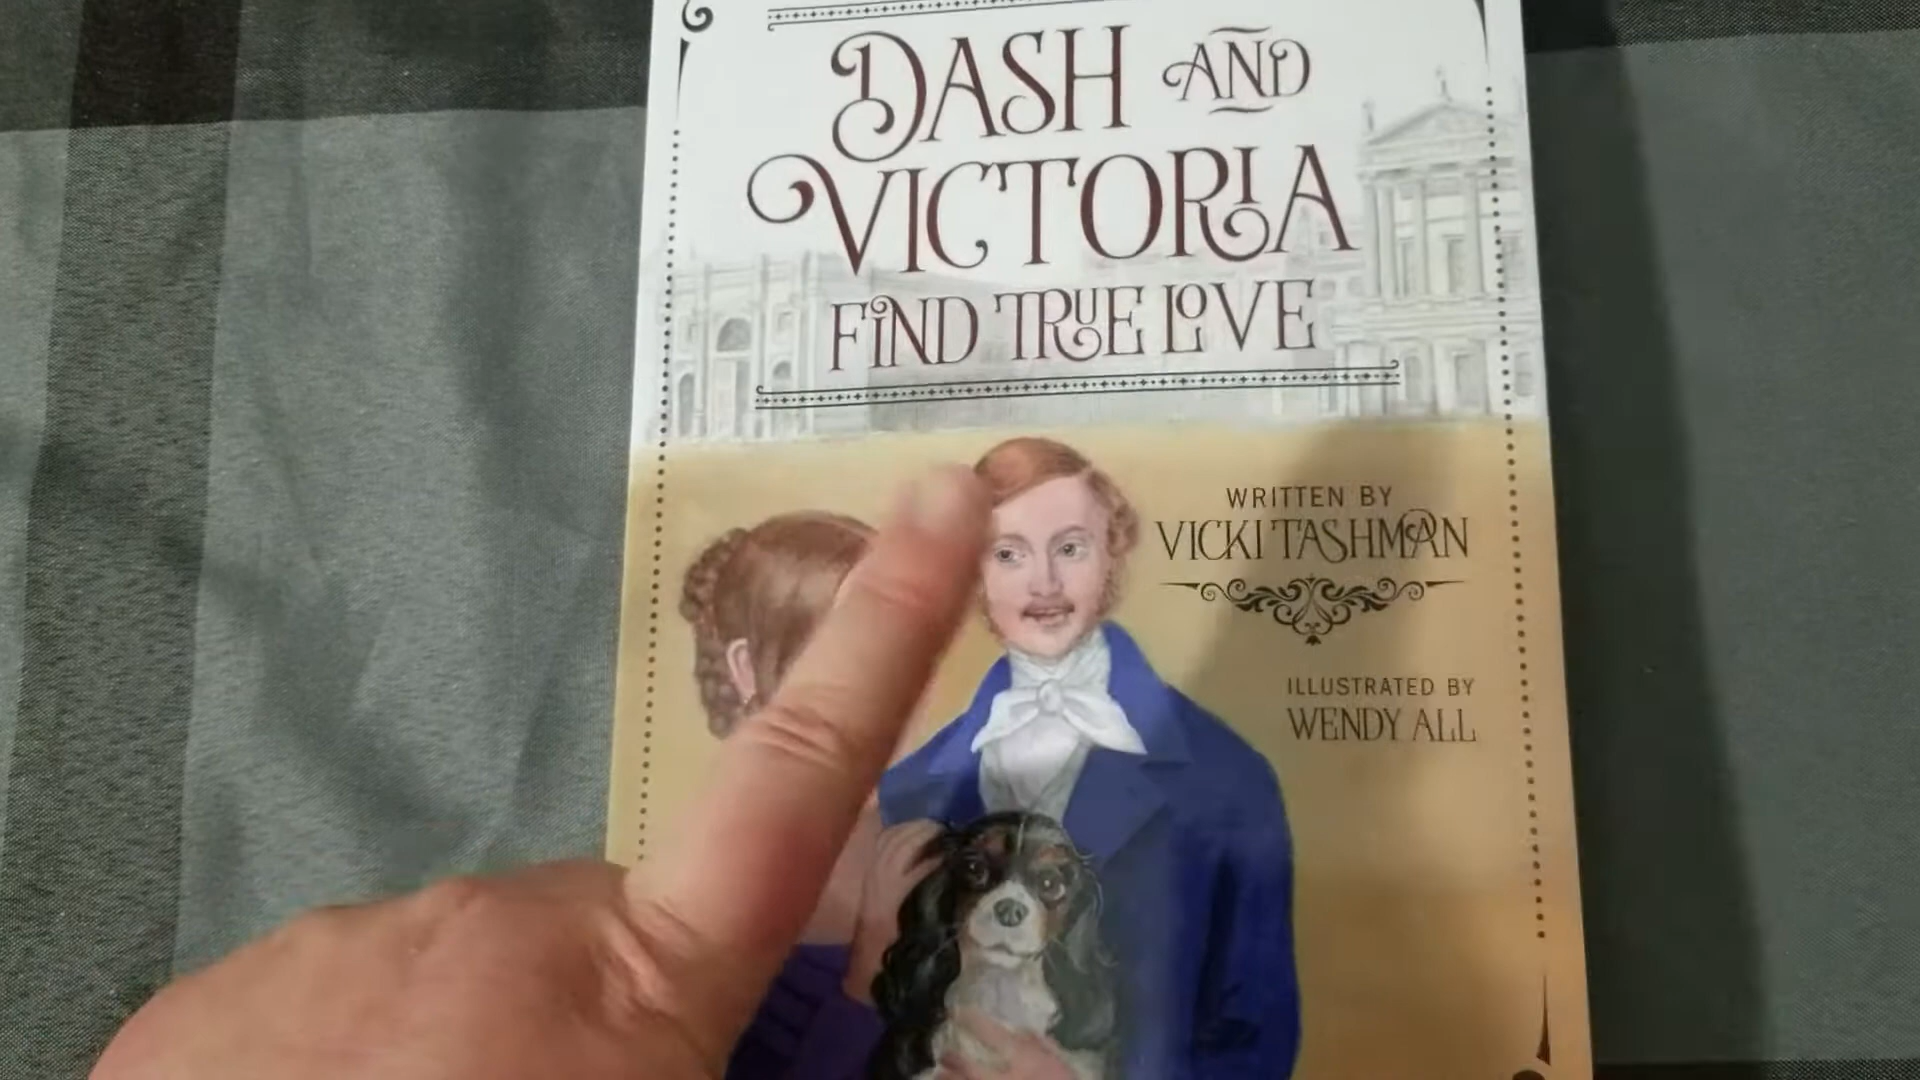 DASH AND
VICTORIA
FIND TRUE LOVE
WRITTEN BY
VICKI TASHMAN
ILLUSTRATED BY
WENDY ALL